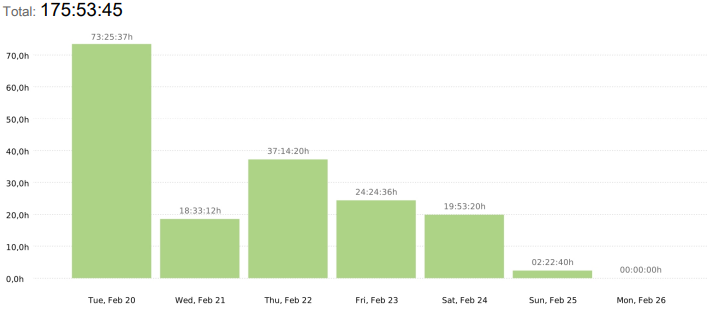 Total: 175:53:45
73:25:37h
70,0h
60,0h
50,0h
40,0h
37:14:20h
30,0h
24:24:36h
20,0h
19:53:20h
18:33:12h
10,0h
02:22:40h
00:00:00h
0,0h
Tue, Feb 20 Wed, Feb 21 Thu, Feb 22 Fri, Feb 23 Sat, Feb 24 Sun, Feb 25 Mon, Feb 26